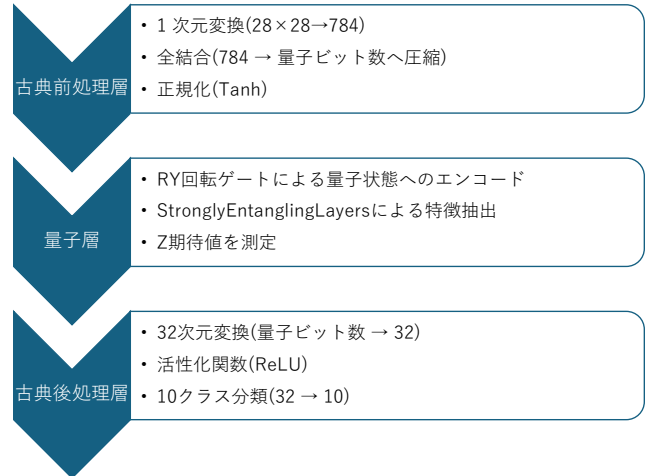 古典前処理層
• 1 次元変換(28×28→784)
• 全結合(784 → 量子ビット数へ圧縮)
• 正規化(Tanh)
量子層
• RY回転ゲートによる量子状態へのエンコード
• StronglyEntanglingLayersによる特徴抽出
• Z期待値を測定
古典後処理層
• 32次元変換(量子ビット数 → 32)
• 活性化関数(ReLU)
• 10クラス分類(32 → 10)